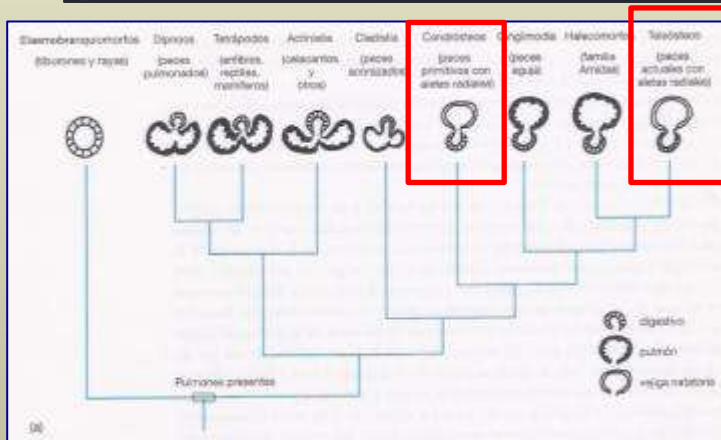 Elasmobranquiomorfos
(tiburones y rayas)
Dipnoos
(peces
pulmonados)
Tetrápodos
(anfibios,
reptiles,
mamíferos)
Actinistia
(celacantos
y
otros)
Cladistia
(peces
acorazados)
Condrósteos
(peces
primitivos con
aletas radiales)
Ginglimodia
(peces
aguja)
Halecomorfos
(familia
Amiidae)
Teleósteos
(peces
actuales con
aletas radiales)
digestivo
pulmón
vejiga natatoria
Pulmones presentes
(a)